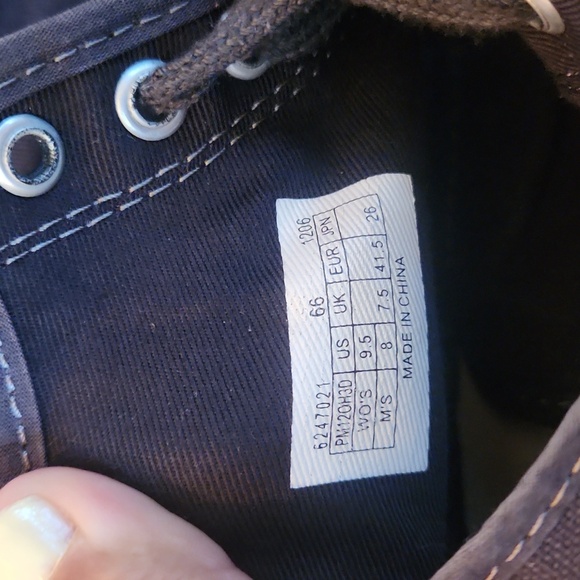 6247021 66 1206
PM12OH3D US UK EUR JPN
WO'S 9.5
M'S 8 7.5 41.5 26
MADE IN CHINA